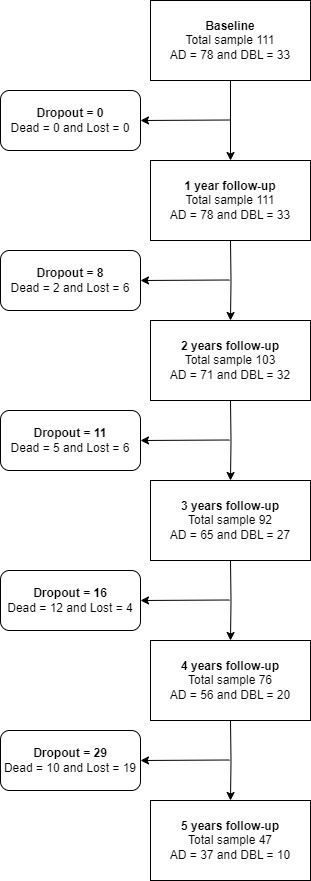 Baseline
Total sample 111
AD = 78 and DBL = 33
Dropout = 0
Dead = 0 and Lost = 0
1 year follow-up
Total sample 111
AD = 78 and DBL = 33
Dropout = 8
Dead = 2 and Lost = 6
2 years follow-up
Total sample 103
AD = 71 and DBL = 32
Dropout = 11
Dead = 5 and Lost = 6
3 years follow-up
Total sample 92
AD = 65 and DBL = 27
Dropout = 16
Dead = 12 and Lost = 4
4 years follow-up
Total sample 76
AD = 56 and DBL = 20
Dropout = 29
Dead = 10 and Lost = 19
5 years follow-up
Total sample 47
AD = 37 and DBL = 10